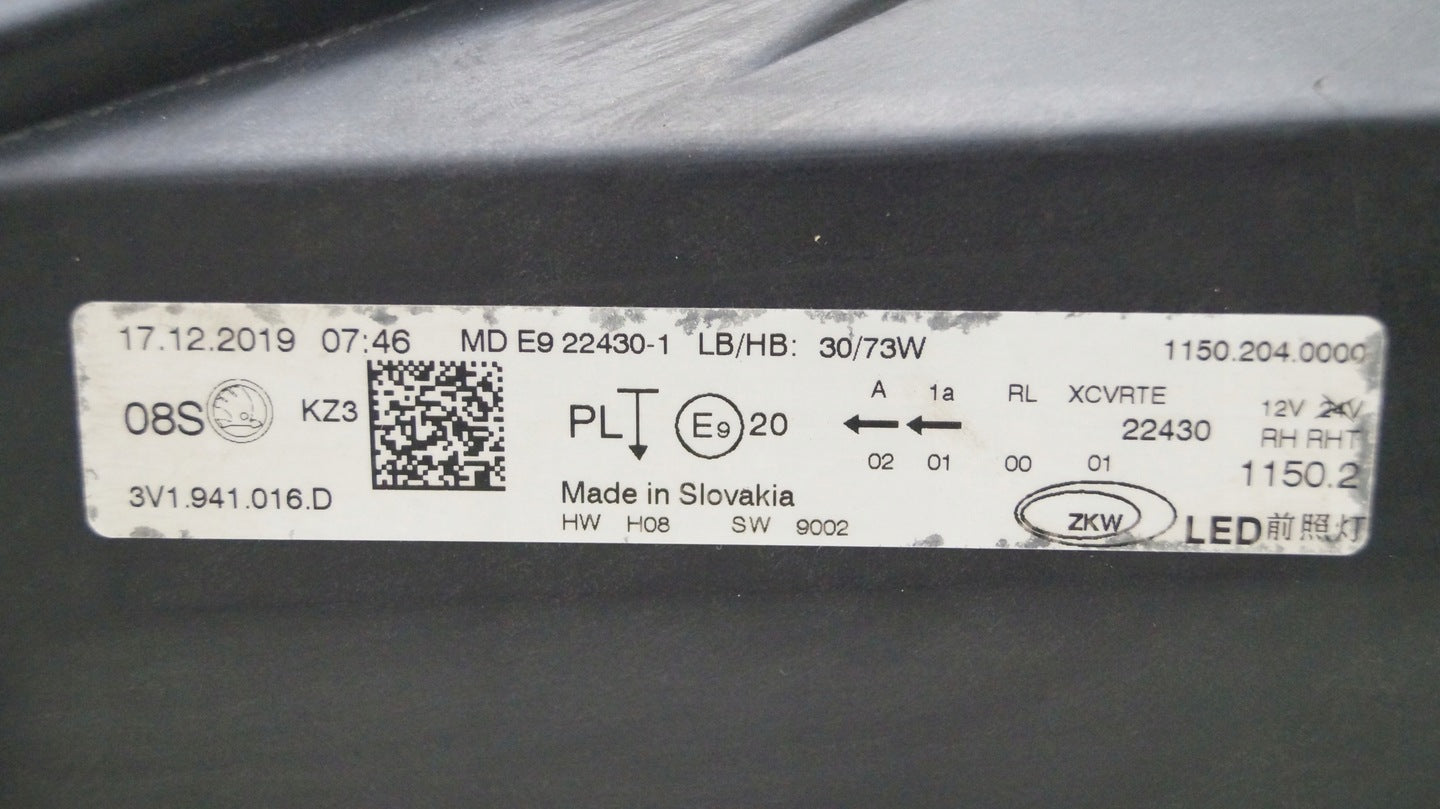 17.12.2019 07:46 MD E9 22430-1 LB/HB: 30/73W 1150.204.0000
A 1a RL XCVRTE
08S KZ3 PL E9 20 22430 12V 24V
RH RHT
02 01 00 01 1150.2
3V1.941.016.D Made in Slovakia
HW H08 SW 9002 ZKW LED前照灯